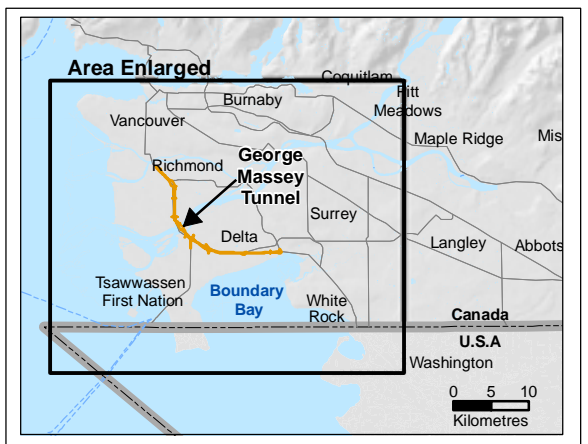 Area Enlarged
Coquitlam
Pitt
Meadows
Burnaby
Vancouver
Maple Ridge
Mis
Richmond
George
Massey
Tunnel
Surrey
Delta
Langley
Abbots
Tsawwassen
First Nation
Boundary
Bay
White
Rock
Canada
U.S.A
Washington
0 5 10
Kilometres